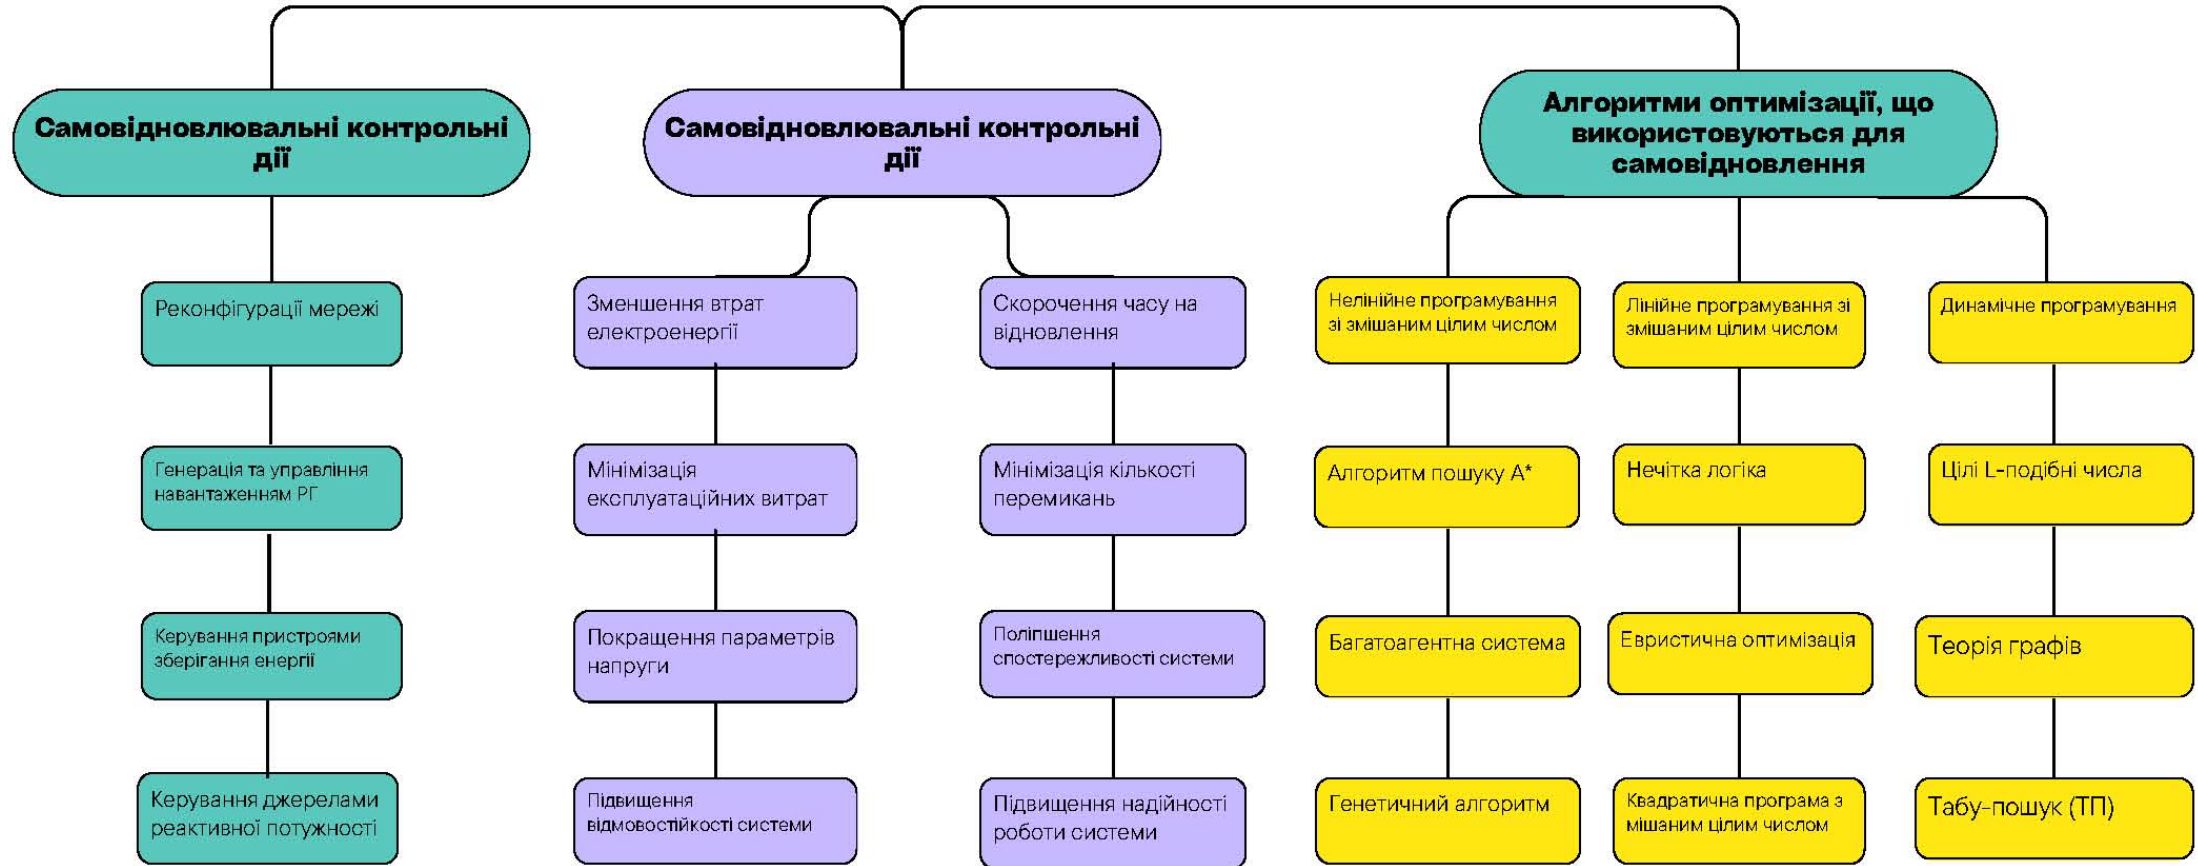 Самовідновлювальні контрольні
дії
Реконфігурації мережі
Генерація та управління
навантаженням РГ
Керування пристроями
зберігання енергії
Керування джерелами
реактивної потужності
Самовідновлювальні контрольні
дії
Зменшення втрат
електроенергії
Мінімізація
експлуатаційних витрат
Покращення параметрів
напруги
Підвищення
відмовостійкості системи
Скорочення часу на
відновлення
Мінімізація кількості
перемикань
Поліпшення
спостережливості системи
Підвищення надійності
роботи системи
Алгоритми оптимізації, що
використовуються для
самовідновлення
Нелінійне програмування
зі змішаним цілим числом
Алгоритм пошуку А*
Багатоагентна система
Генетичний алгоритм
Лінійне програмування зі
змішаним цілим числом
Нечітка логіка
Евристична оптимізація
Квадратична програма з
мішаним цілим числом
Динамічне програмування
Цілі L-подібні числа
Теорія графів
Табу-пошук (ТП)